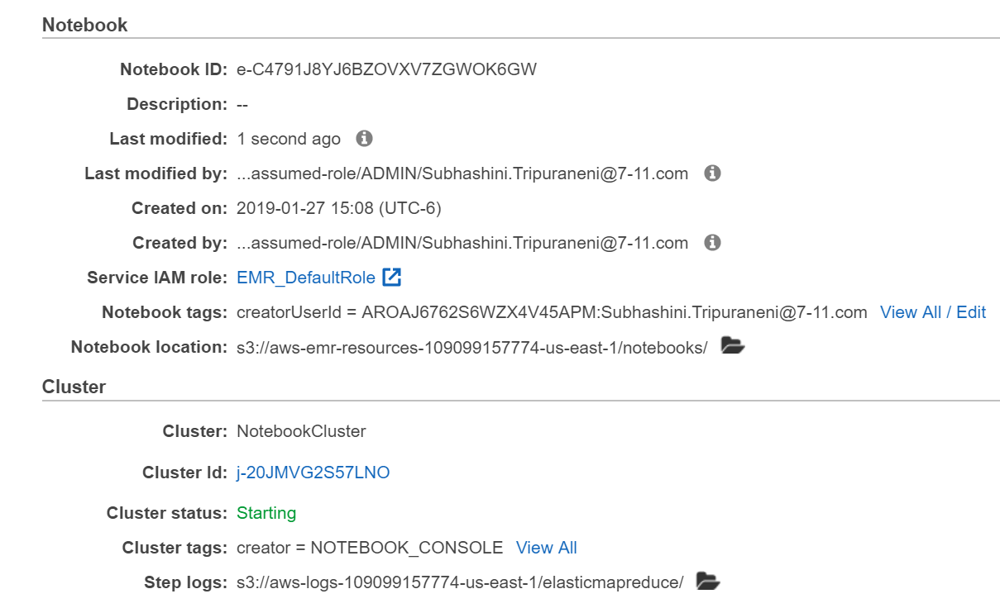 Notebook
Notebook ID: e-C4791J8YJ6BZOVXV7ZGWOK6GW
Description: --
Last modified: 1 second ago
Last modified by: ...assumed-role/ADMIN/Subhashini.Tripuraneni@7-11.com
Created on: 2019-01-27 15:08 (UTC-6)
Created by: ...assumed-role/ADMIN/Subhashini.Tripuraneni@7-11.com
Service IAM role: EMR_DefaultRole
Notebook tags: creatorUserId = AROAJ6762S6WZX4V45APM:Subhashini.Tripuraneni@7-11.com View All / Edit
Notebook location: s3://aws-emr-resources-109099157774-us-east-1/notebooks/
Cluster
Cluster: NotebookCluster
Cluster Id: j-20JMVG2S57LNO
Cluster status: Starting
Cluster tags: creator = NOTEBOOK_CONSOLE View All
Step logs: s3://aws-logs-109099157774-us-east-1/elasticmapreduce/